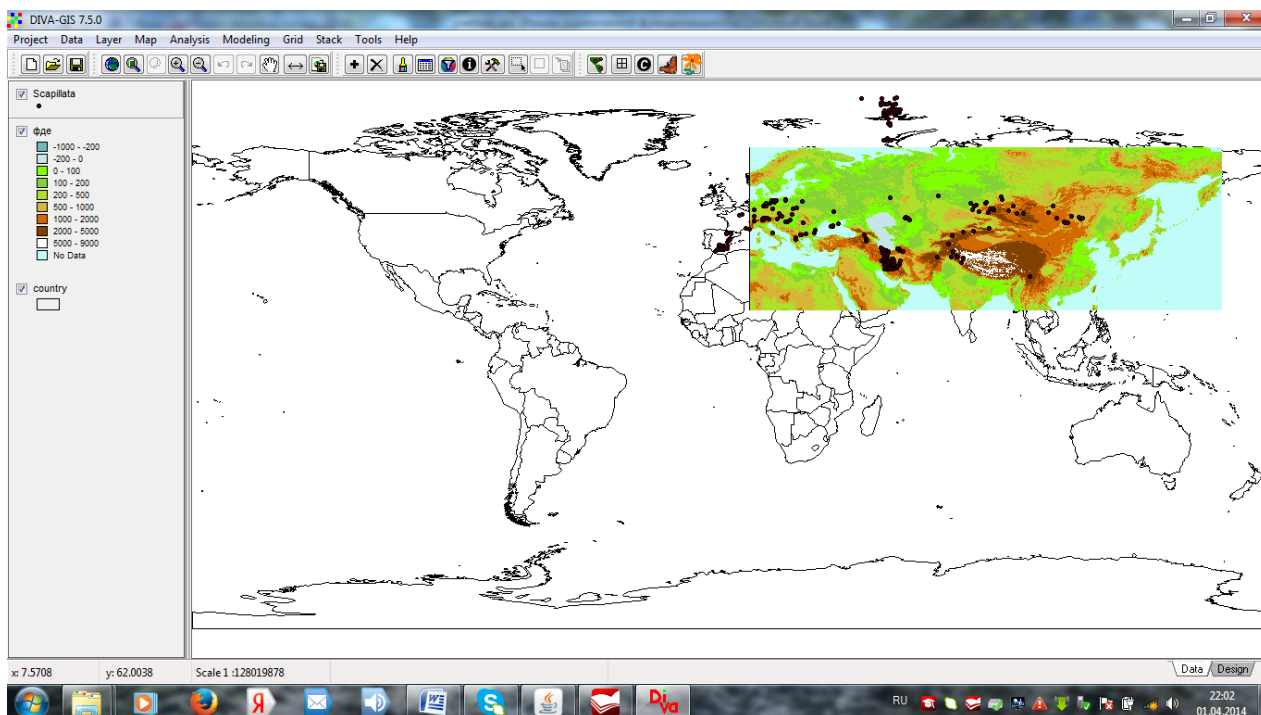 DIVA-GIS 7.5.0
Project Data Layer Map Analysis Modeling Grid Stack Tools Help
Scapillata
фде
-1000 - -200
-200 - 0
0 - 100
100 - 200
200 - 500
500 - 1000
1000 - 2000
2000 - 5000
5000 - 9000
No Data
country
x: 7.5708 y: 62.0038 Scale 1 :128019878
Data Design
Я W S Diva RU 22:02
01.04.2014